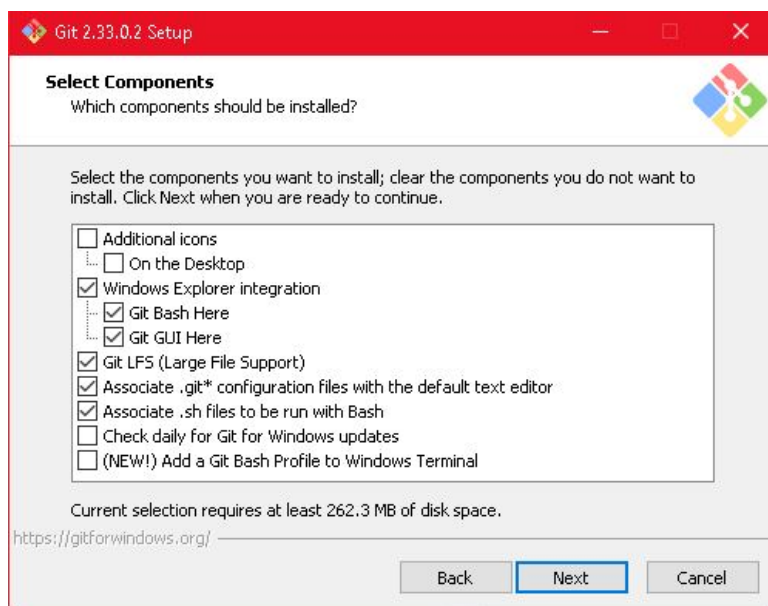 Git 2.33.0.2 Setup
Select Components
Which components should be installed?
Select the components you want to install; clear the components you do not want to
install. Click Next when you are ready to continue.
Additional icons
On the Desktop
Windows Explorer integration
Git Bash Here
Git GUI Here
Git LFS (Large File Support)
Associate .git* configuration files with the default text editor
Associate .sh files to be run with Bash
Check daily for Git for Windows updates
(NEW!) Add a Git Bash Profile to Windows Terminal
Current selection requires at least 262.3 MB of disk space.
https://gitforwindows.org/
Back Next Cancel